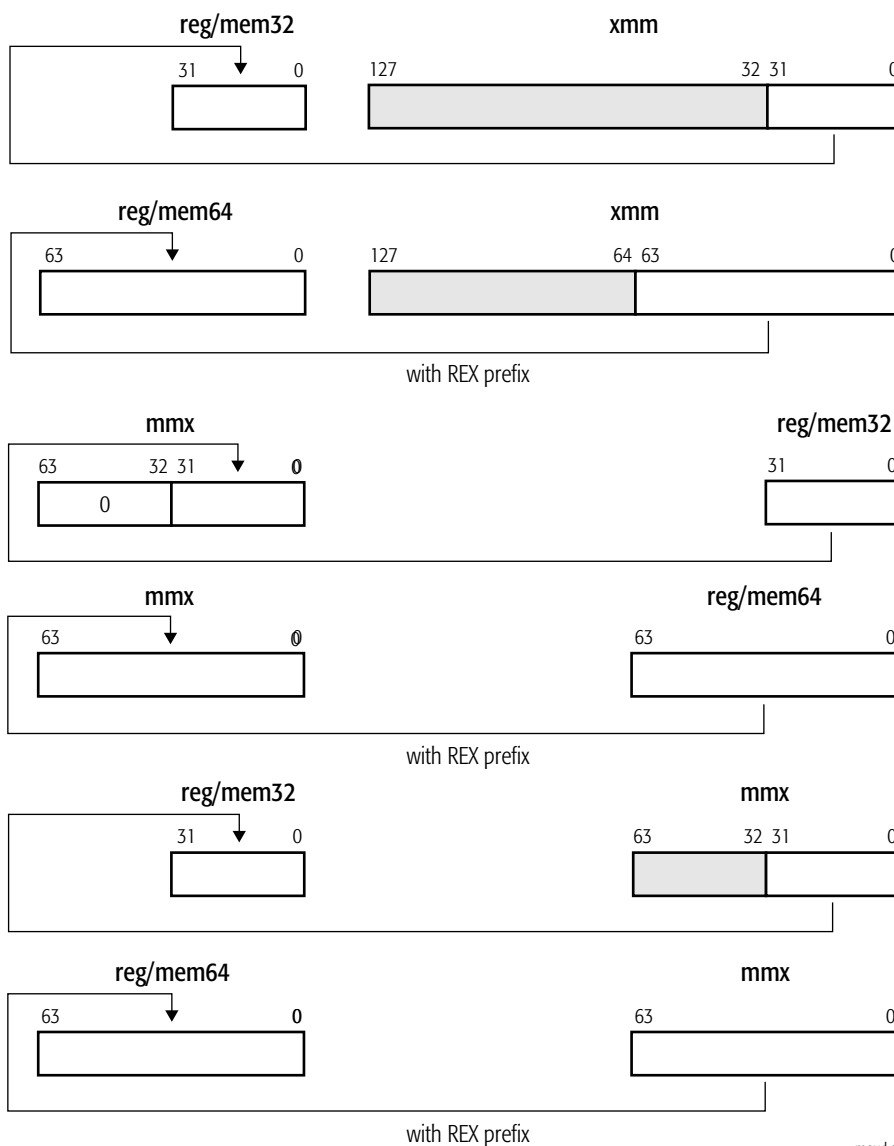 reg/mem32 xmm
31 0 127 32 31 0
reg/mem64 xmm
63 0 127 64 63 0
with REX prefix
mmx reg/mem32
63 32 31 0 31 0
0
mmx reg/mem64
63 0 63 0
with REX prefix
reg/mem32 mmx
31 0 63 32 31 0
reg/mem64 mmx
63 0 63 0
with REX prefix